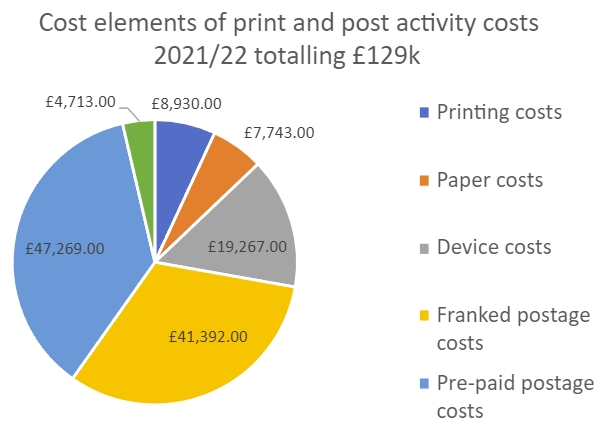 Cost elements of print and post activity costs
2021/22 totalling £129k
£4,713.00
£8,930.00
£7,743.00
£19,267.00
£41,392.00
£47,269.00
Printing costs
Paper costs
Device costs
Franked postage
costs
Pre-paid postage
costs